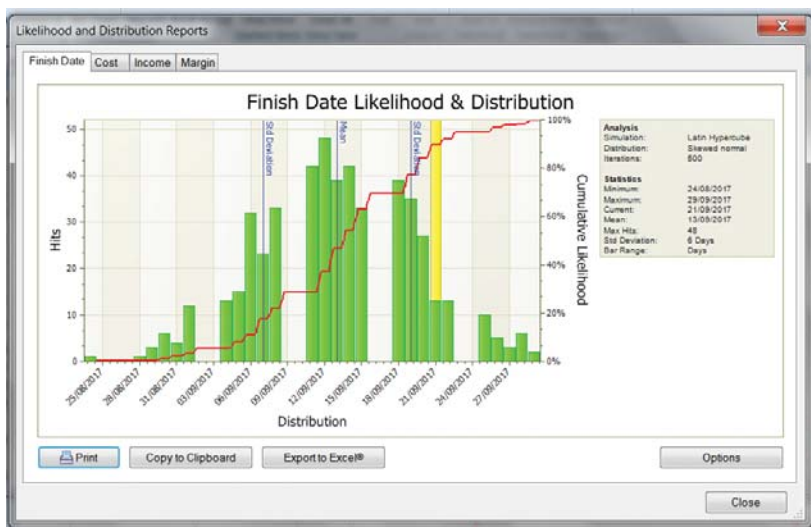 Likelihood and Distribution Reports
Finish Date
Cost
Income
Margin
Finish Date Likelihood & Distribution
Hits
50
40
30
20
10
0
Std Deviation
Mean
Std Deviation
100%
80%
60%
40%
20%
0%
Cumulative Likelihood
25/08/2017
28/08/2017
31/08/2017
03/09/2017
06/09/2017
09/09/2017
12/09/2017
15/09/2017
18/09/2017
21/09/2017
24/09/2017
27/09/2017
Distribution
Analysis
Simulation: Latin Hypercube
Distribution: Skewed normal
Iterations: 500
Statistics
Minimum: 24/08/2017
Maximum: 29/09/2017
Current: 21/09/2017
Mean: 13/09/2017
Max Hits: 48
Std Deviation: 6 Days
Bar Range: Days
Print
Copy to Clipboard
Export to Excel®
Options
Close